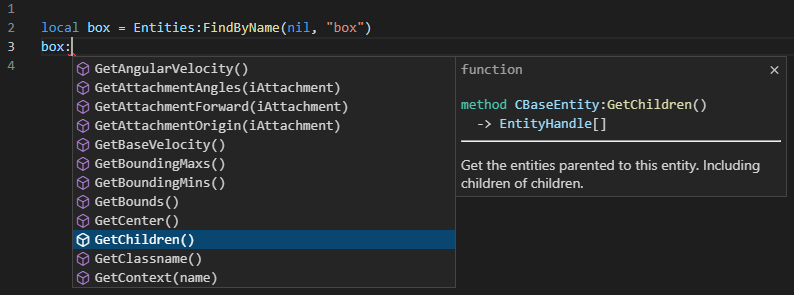 1
2 local box = Entities:FindByName(nil, "box")
3 box:
4
GetAngularVelocity()
GetAttachmentAngles(iAttachment)
GetAttachmentForward(iAttachment)
GetAttachmentOrigin(iAttachment)
GetBaseVelocity()
GetBoundingMaxs()
GetBoundingMins()
GetBounds()
GetCenter()
GetChildren()
GetClassname()
GetContext(name)
function
method CBaseEntity:GetChildren()
-> EntityHandle[]
Get the entities parented to this entity. Including
children of children.